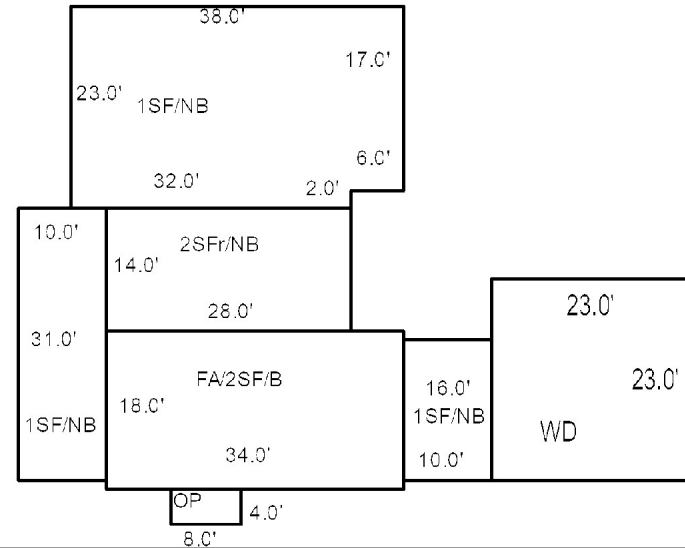 38.0'
17.0'
23.0'
1SF/NB
6.0'
32.0'
2.0'
10.0'
2SFr/NB
14.0'
28.0'
23.0'
31.0'
23.0'
FA/2SF/B
16.0'
18.0'
1SF/NB
1SF/NB
WD
34.0'
10.0'
OP
4.0'
8.0'